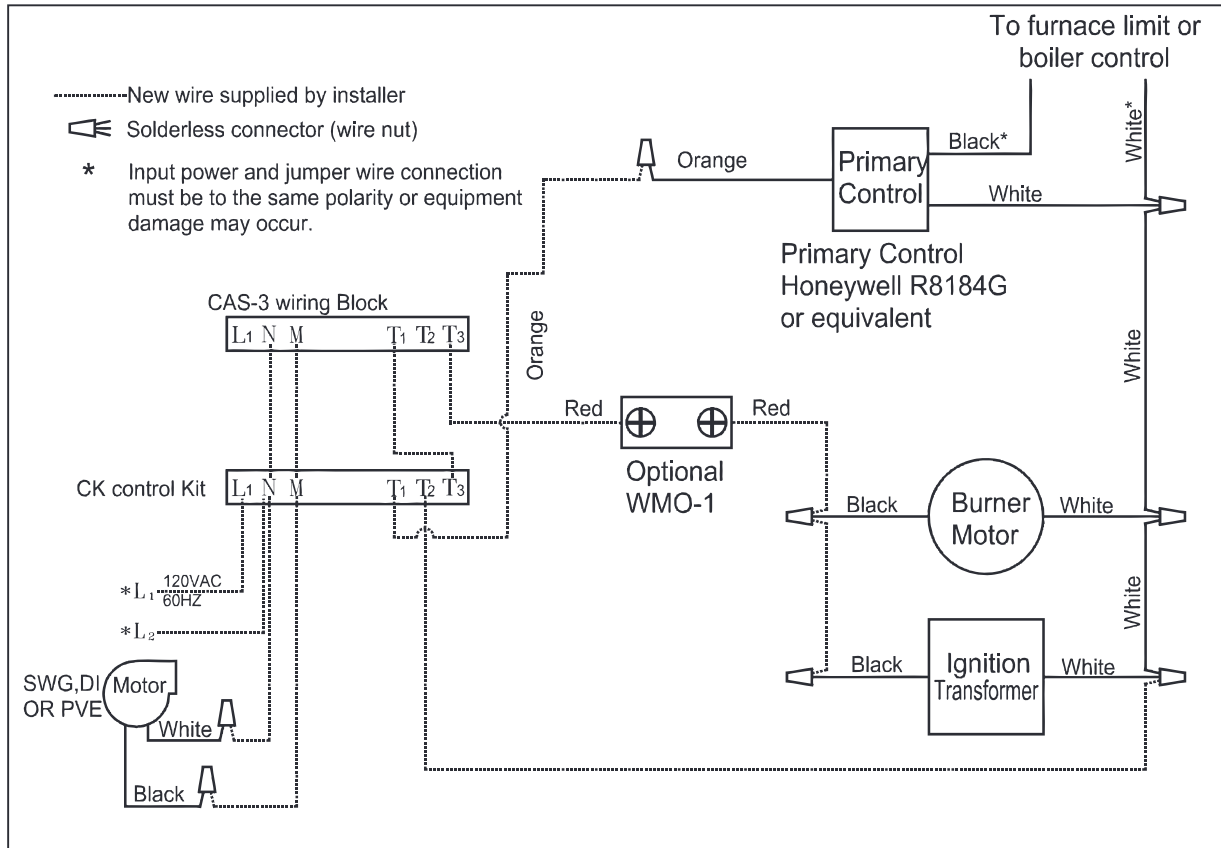 To furnace limit or
boiler control
New wire supplied by installer
Solderless connector (wire nut)
* Input power and jumper wire connection
must be to the same polarity or equipment
damage may occur.
Orange
Primary
Control
Black*
White
White*
Primary Control
Honeywell R8184G
or equivalent
CAS-3 wiring Block
L1 N M T1 T2 T3
Orange
White
Red
Red
Optional
WMO-1
CK control Kit
L1 N M T1 T2 T3
Black
Burner
Motor
White
*L1 120VAC
60HZ
*L2
White
Black
Ignition
Transformer
White
SWG,DI
OR PVE
Motor
White
Black